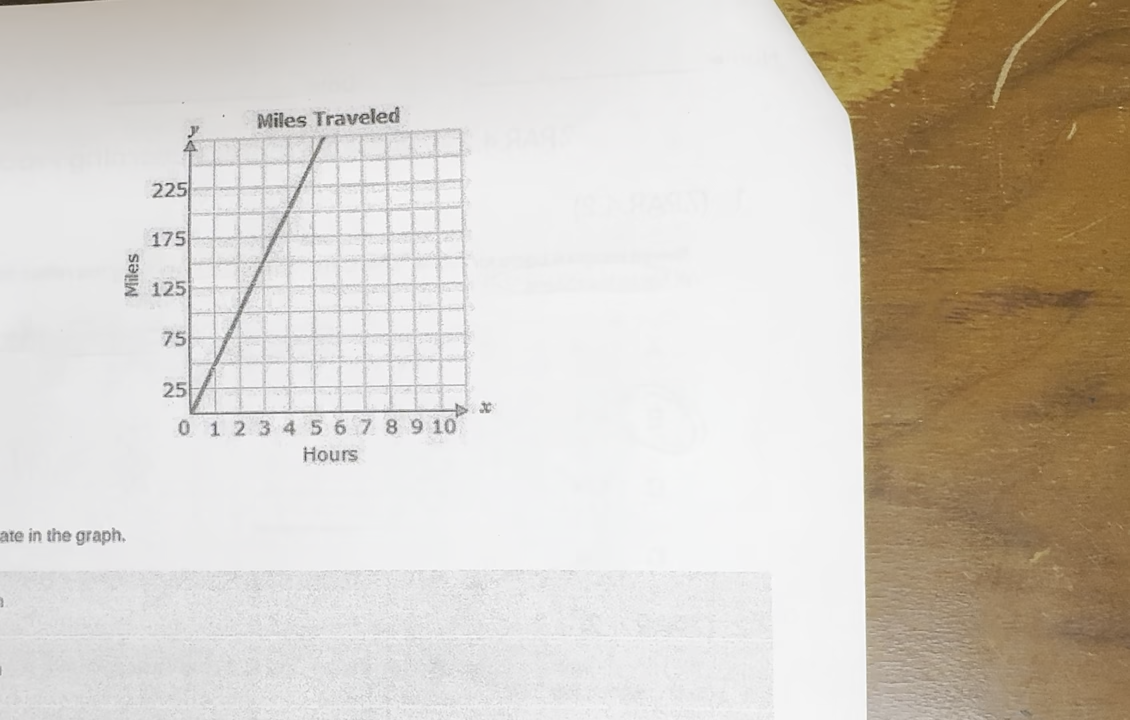 Miles Traveled
y
225
175
Miles
125
75
25
0 1 2 3 4 5 6 7 8 9 10 x
Hours
ate in the graph.